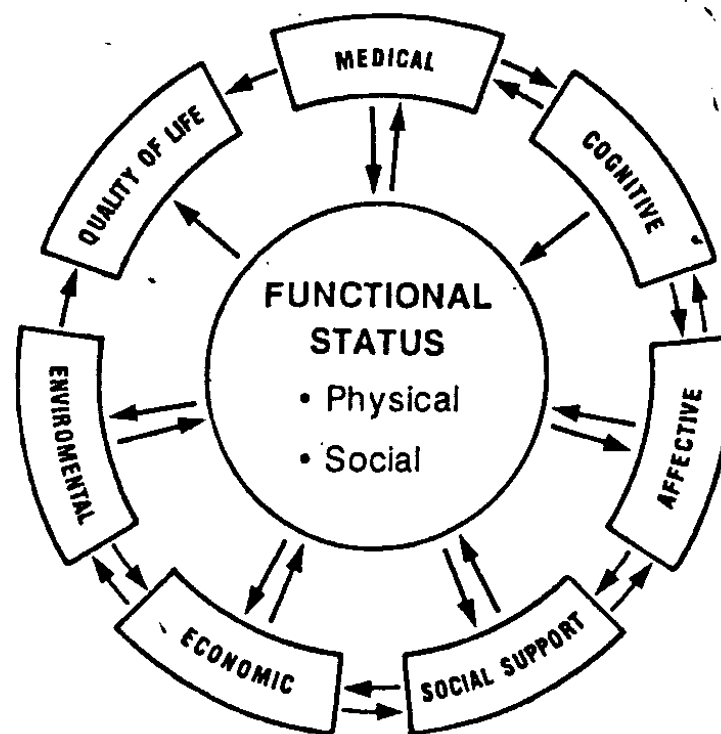 MEDICAL
COGNITIVE
AFFECTIVE
SOCIAL SUPPORT
ECONOMIC
ENVIROMENTAL
QUALITY OF LIFE
FUNCTIONAL
STATUS
• Physical
• Social